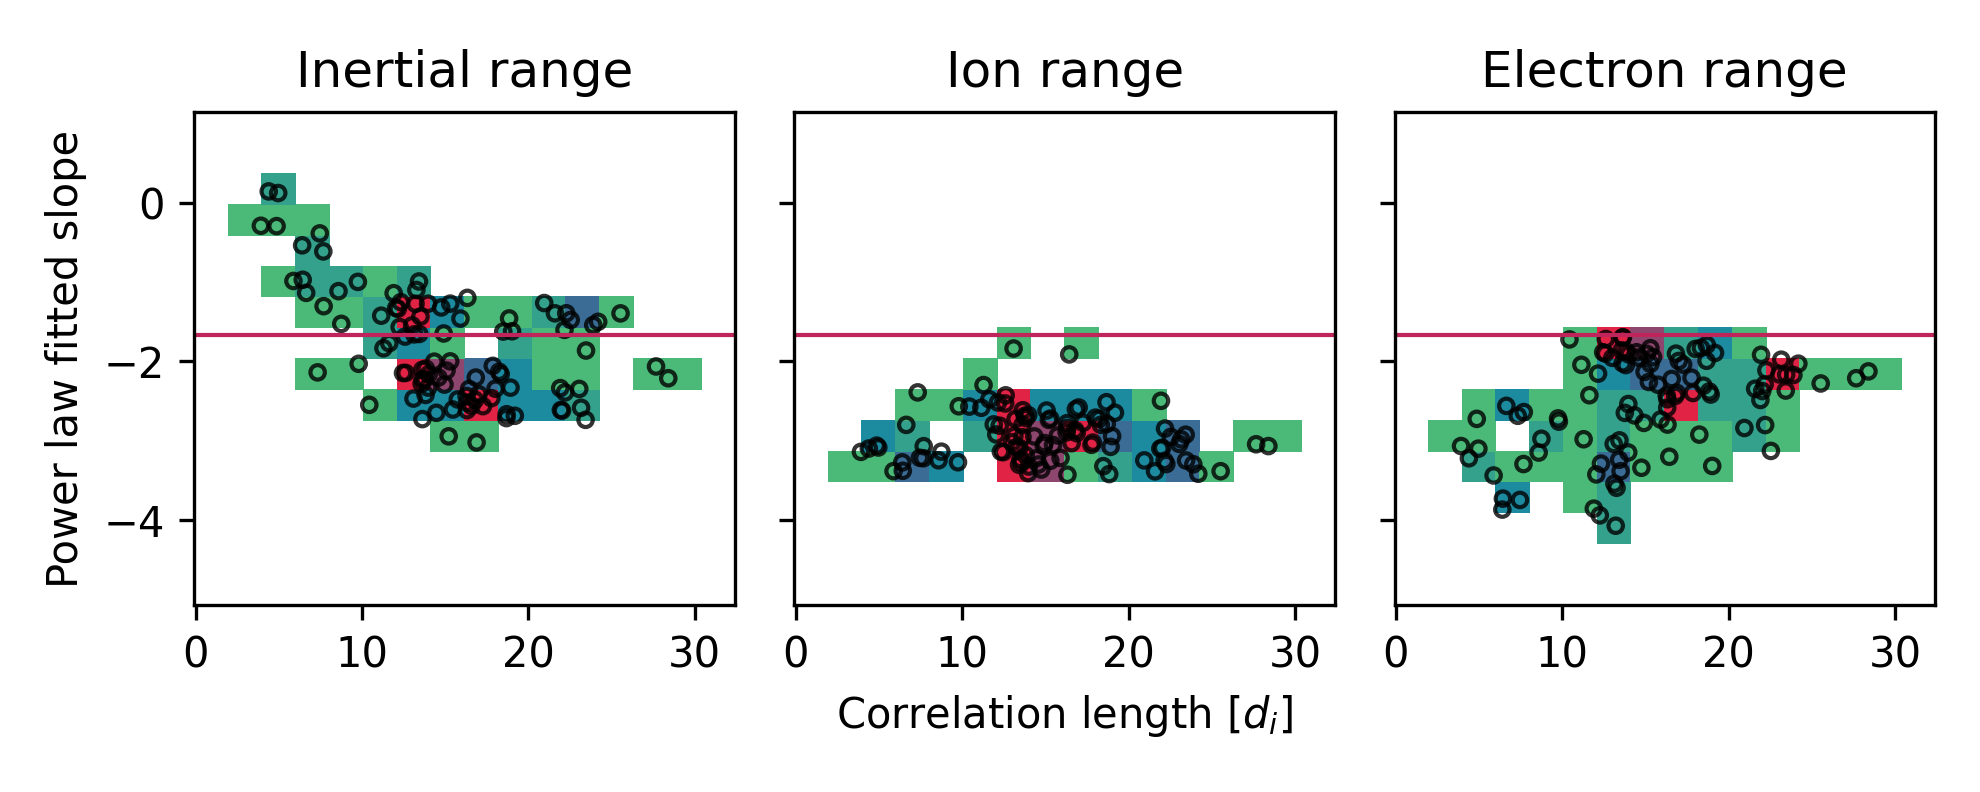 Inertial range
Ion range
Electron range
Power law fitted slope
0
−2
−4
0 10 20 30
0 10 20 30
0 10 20 30
Correlation length [$d_i$]